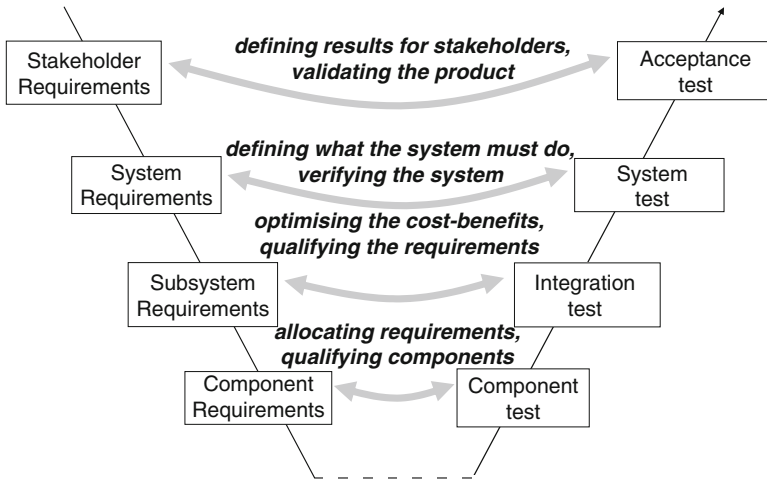 Stakeholder
Requirements
defining results for stakeholders,
validating the product
Acceptance
test
System
Requirements
defining what the system must do,
verifying the system
System
test
optimising the cost-benefits,
qualifying the requirements
Subsystem
Requirements
Integration
test
allocating requirements,
qualifying components
Component
Requirements
Component
test